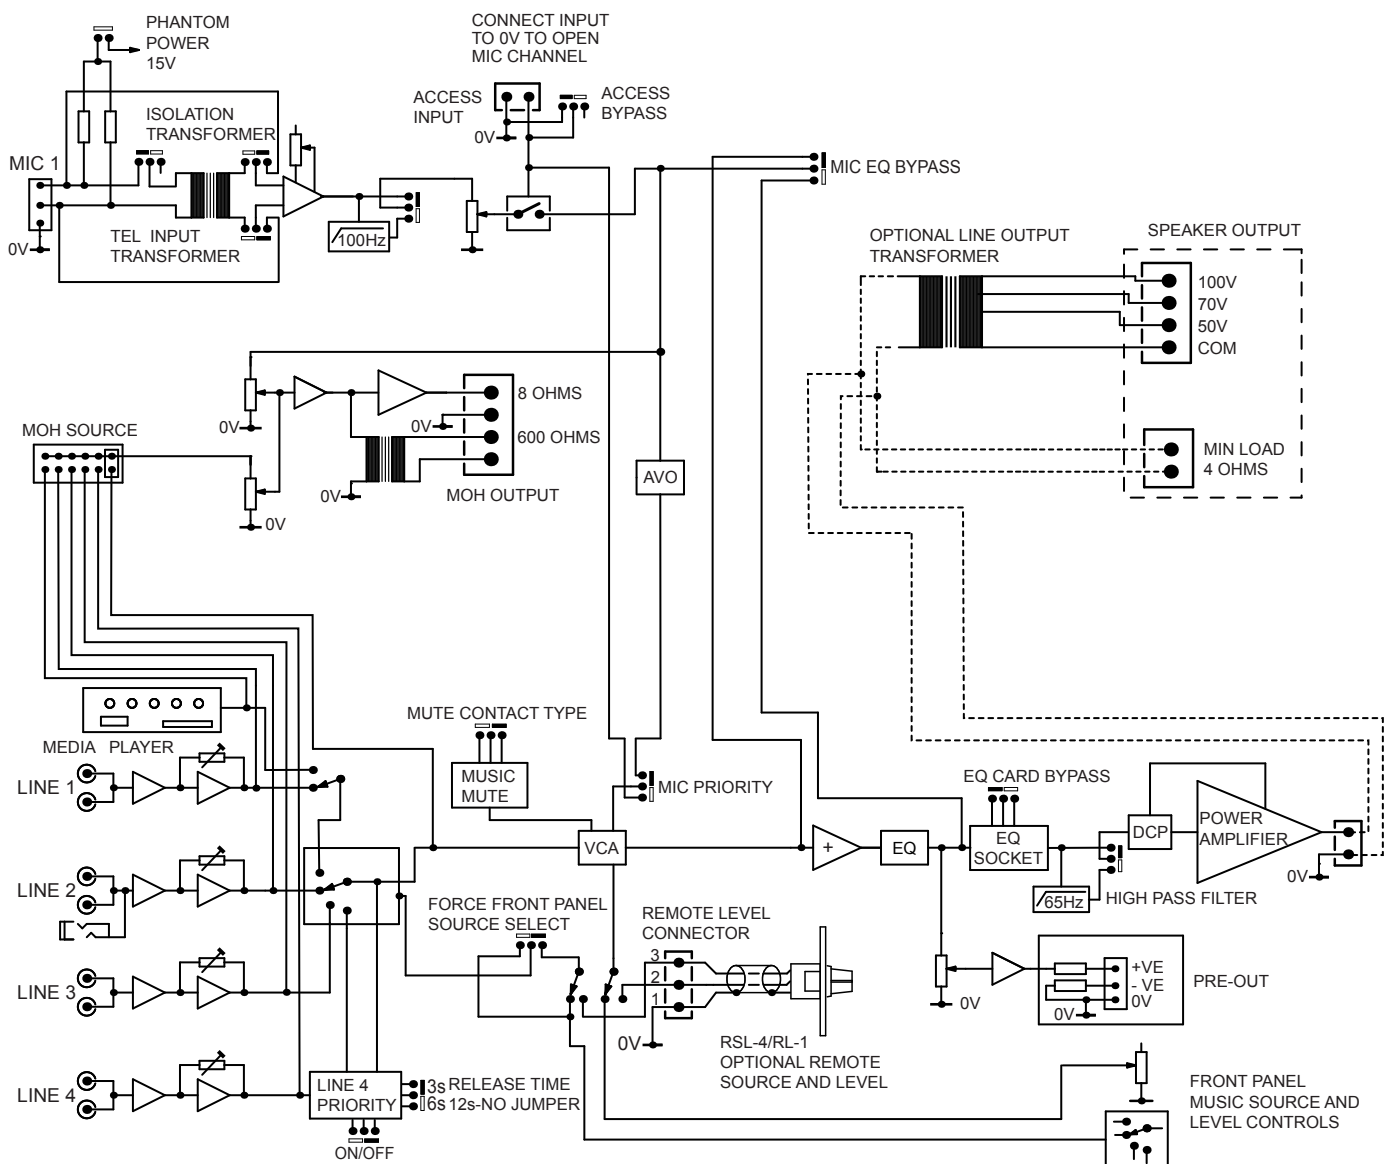 PHANTOM
POWER
15V
CONNECT INPUT
TO 0V TO OPEN
MIC CHANNEL
ACCESS
INPUT
ACCESS
BYPASS
0V
ISOLATION
TRANSFORMER
MIC 1
0V
TEL INPUT
TRANSFORMER
100Hz
MIC EQ BYPASS
OPTIONAL LINE OUTPUT
TRANSFORMER
SPEAKER OUTPUT
100V
70V
50V
COM
MIN LOAD
4 OHMS
8 OHMS
0V
0V
600 OHMS
0V
MOH OUTPUT
MOH SOURCE
0V
AVO
MEDIA PLAYER
LINE 1
LINE 2
LINE 3
LINE 4
MUTE CONTACT TYPE
MUSIC
MUTE
MIC PRIORITY
VCA
+
EQ
EQ CARD BYPASS
EQ
SOCKET
DCP
POWER
AMPLIFIER
0V
65Hz
HIGH PASS FILTER
FORCE FRONT PANEL
SOURCE SELECT
REMOTE LEVEL
CONNECTOR
3
2
1
0V
RSL-4/RL-1
OPTIONAL REMOTE
SOURCE AND LEVEL
0V
+VE
- VE
0V
0V
PRE-OUT
LINE 4
PRIORITY
3s RELEASE TIME
6s 12s-NO JUMPER
ON/OFF
FRONT PANEL
MUSIC SOURCE AND
LEVEL CONTROLS